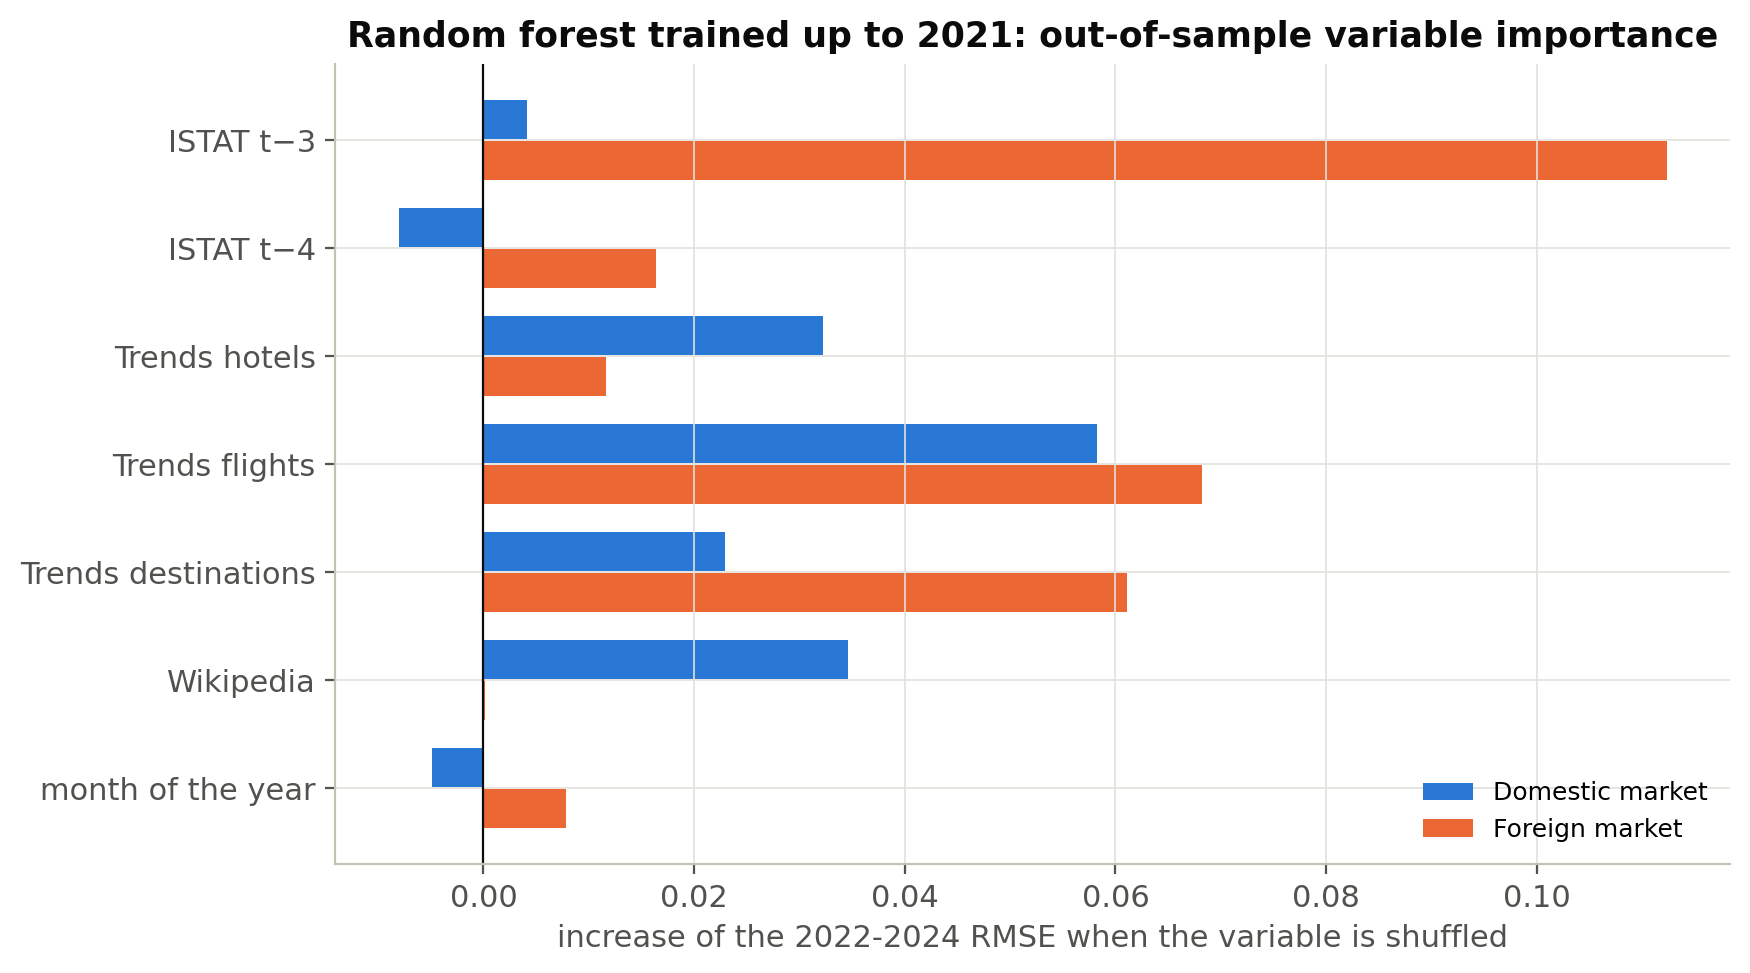 Random forest trained up to 2021: out-of-sample variable importance
ISTAT t−3
ISTAT t−4
Trends hotels
Trends flights
Trends destinations
Wikipedia
month of the year
Domestic market
Foreign market
0.00 0.02 0.04 0.06 0.08 0.10
increase of the 2022-2024 RMSE when the variable is shuffled